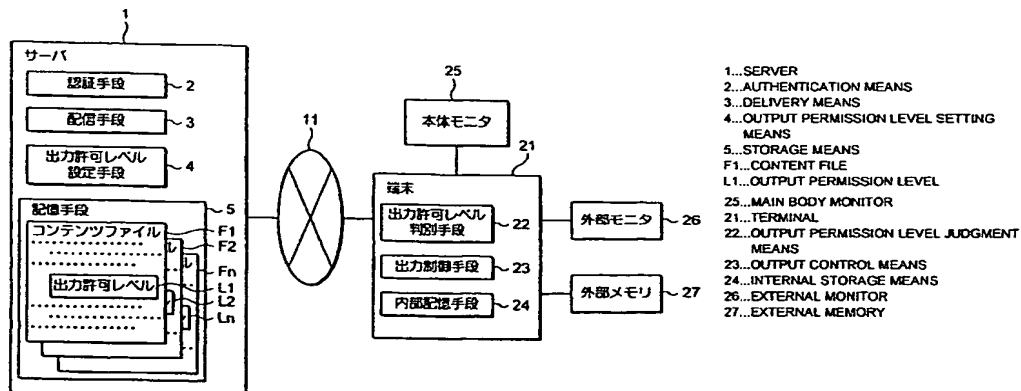 1
サーバ
認証手段
2
配信手段
3
出力許可レベル
設定手段
4
記憶手段
5
コンテンツファイル
F1
ル
F2
ル
Fn
出力許可レベル
L1
L2
Ln
11
25
本体モニタ
21
端末
出力許可レベル
判別手段
22
出力制御手段
23
内部記憶手段
24
外部モニタ
26
外部メモリ
27
1...SERVER
2...AUTHENTICATION MEANS
3...DELIVERY MEANS
4...OUTPUT PERMISSION LEVEL SETTING
MEANS
5...STORAGE MEANS
F1...CONTENT FILE
L1...OUTPUT PERMISSION LEVEL
25...MAIN BODY MONITOR
21...TERMINAL
22...OUTPUT PERMISSION LEVEL JUDGMENT
MEANS
23...OUTPUT CONTROL MEANS
24...INTERNAL STORAGE MEANS
26...EXTERNAL MONITOR
27...EXTERNAL MEMORY